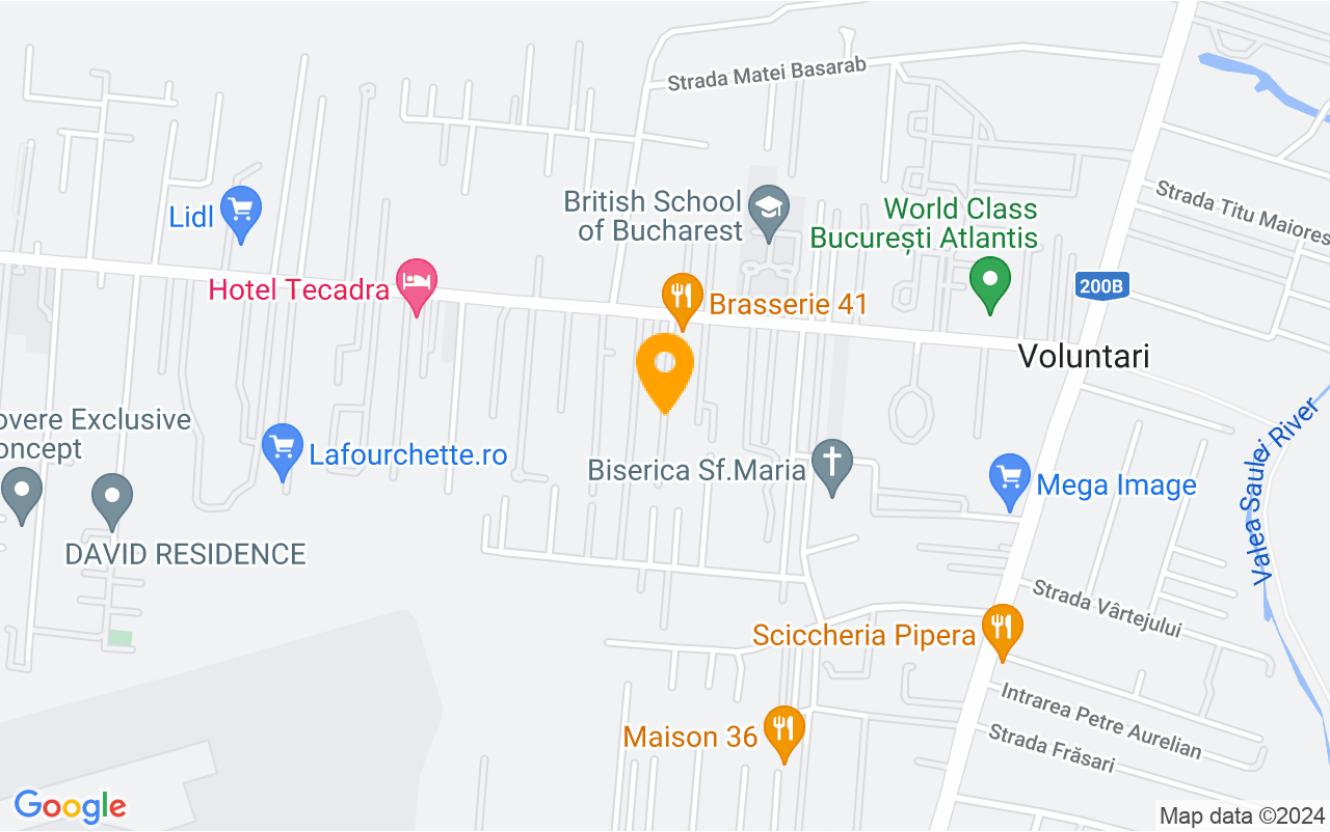 Strada Matei Basarab
British School
of Bucharest
World Class
București Atlantis
Strada Titu Maiores
Lidl
Hotel Tecadra
Brasserie 41
200B
Voluntari
overe Exclusive
oncept
Lafourchette.ro
Biserica Sf.Maria
Mega Image
Valea Saulei River
DAVID RESIDENCE
Strada Vârtejului
Sciccheria Pipera
Intrarea Petre Aurelian
Maison 36
Strada Frăsari
Google
Map data ©2024